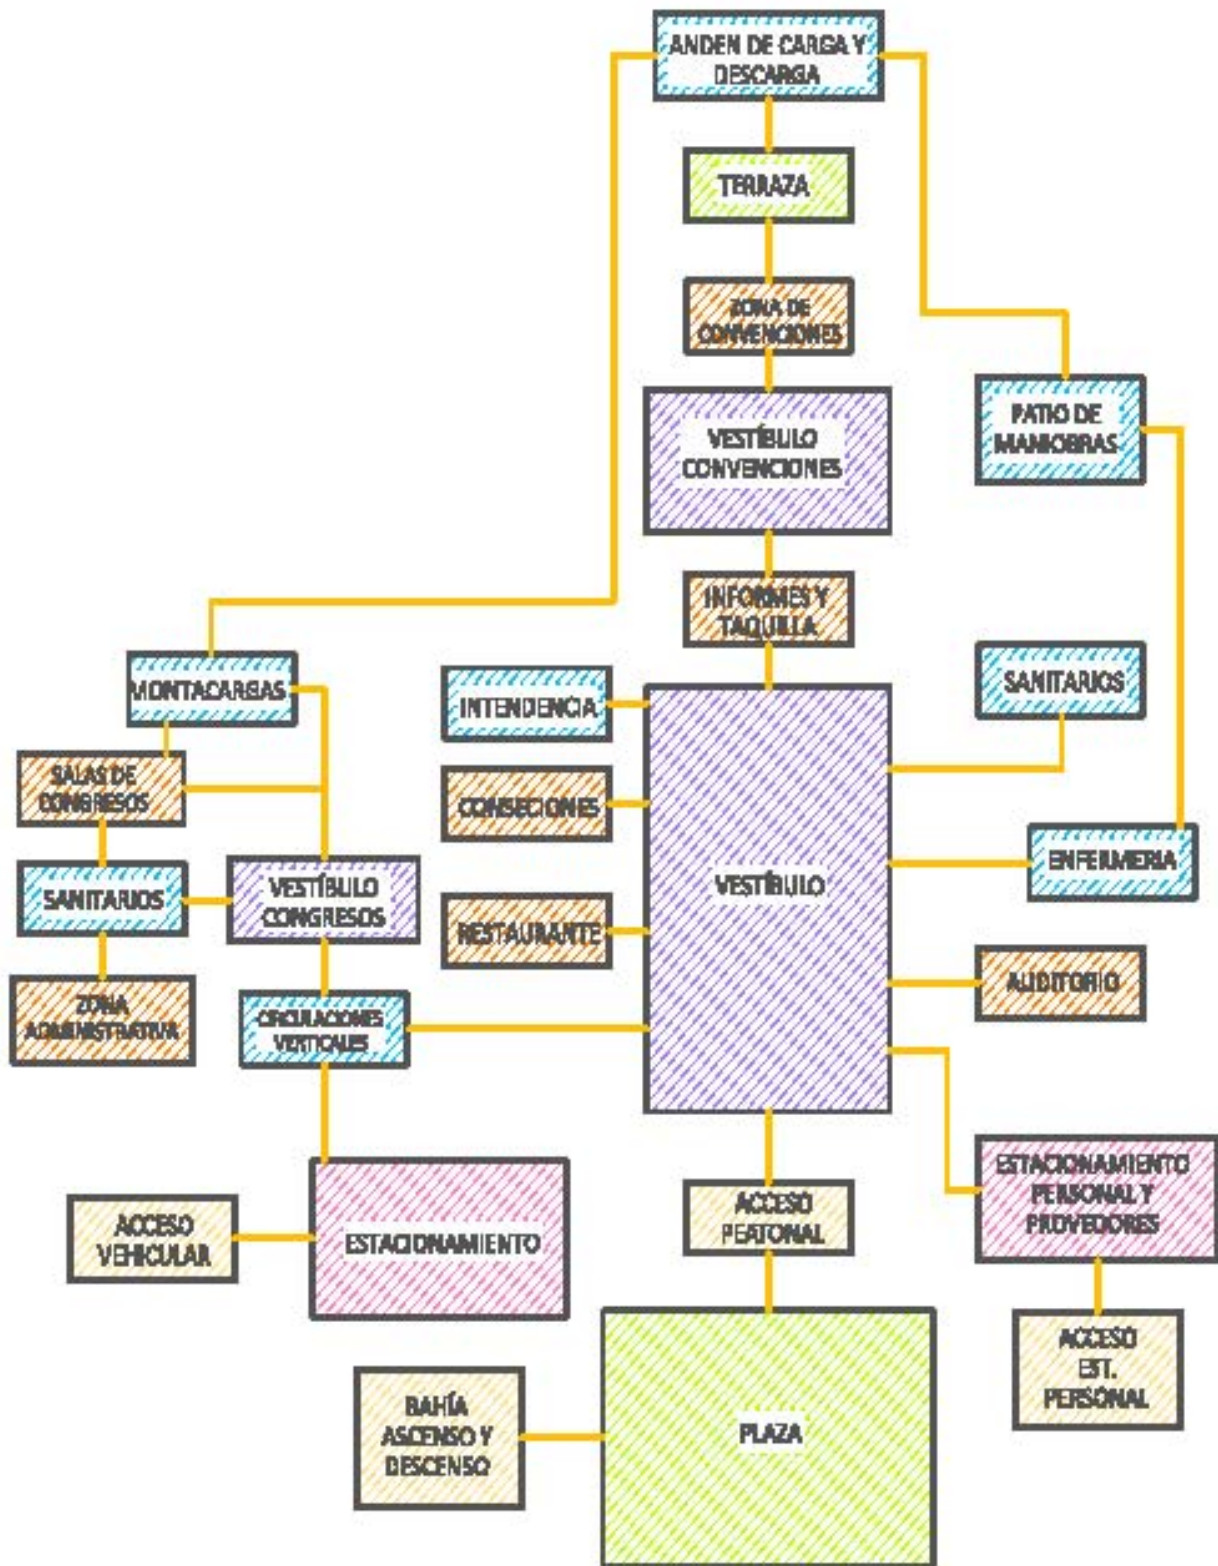 ANDEN DE CARGA Y
DESCARGA
TERRAZA
ZONA DE
CONVENCIONES
PATIO DE
MANIOBRAS
VESTÍBULO
CONVENCIONES
INFORMES Y
TAQUILLA
MONTACARGAS
INTENDENCIA
SANITARIOS
SALAS DE
CONGRESOS
CONSECIONES
SANITARIOS
VESTÍBULO
CONGRESOS
VESTÍBULO
ENFERMERIA
RESTAURANTE
ZONA
ADMINISTRATIVA
CIRCULACIONES
VERTICALES
AUDITORIO
ACCESO
VEHICULAR
ESTACIONAMIENTO
ACCESO
PEATONAL
ESTACIONAMIENTO
PERSONAL Y
PROVEDORES
BAHÍA
ASCENSO Y
DESCENSO
PLAZA
ACCESO
EST.
PERSONAL